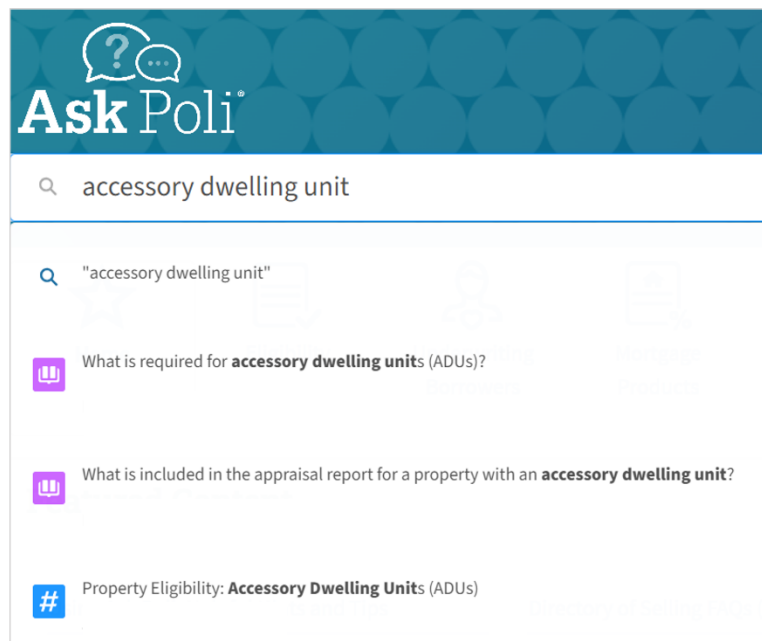 Ask Poli®
accessory dwelling unit
"accessory dwelling unit"
What is required for accessory dwelling units (ADUs)?
What is included in the appraisal report for a property with an accessory dwelling unit?
Property Eligibility: Accessory Dwelling Units (ADUs)